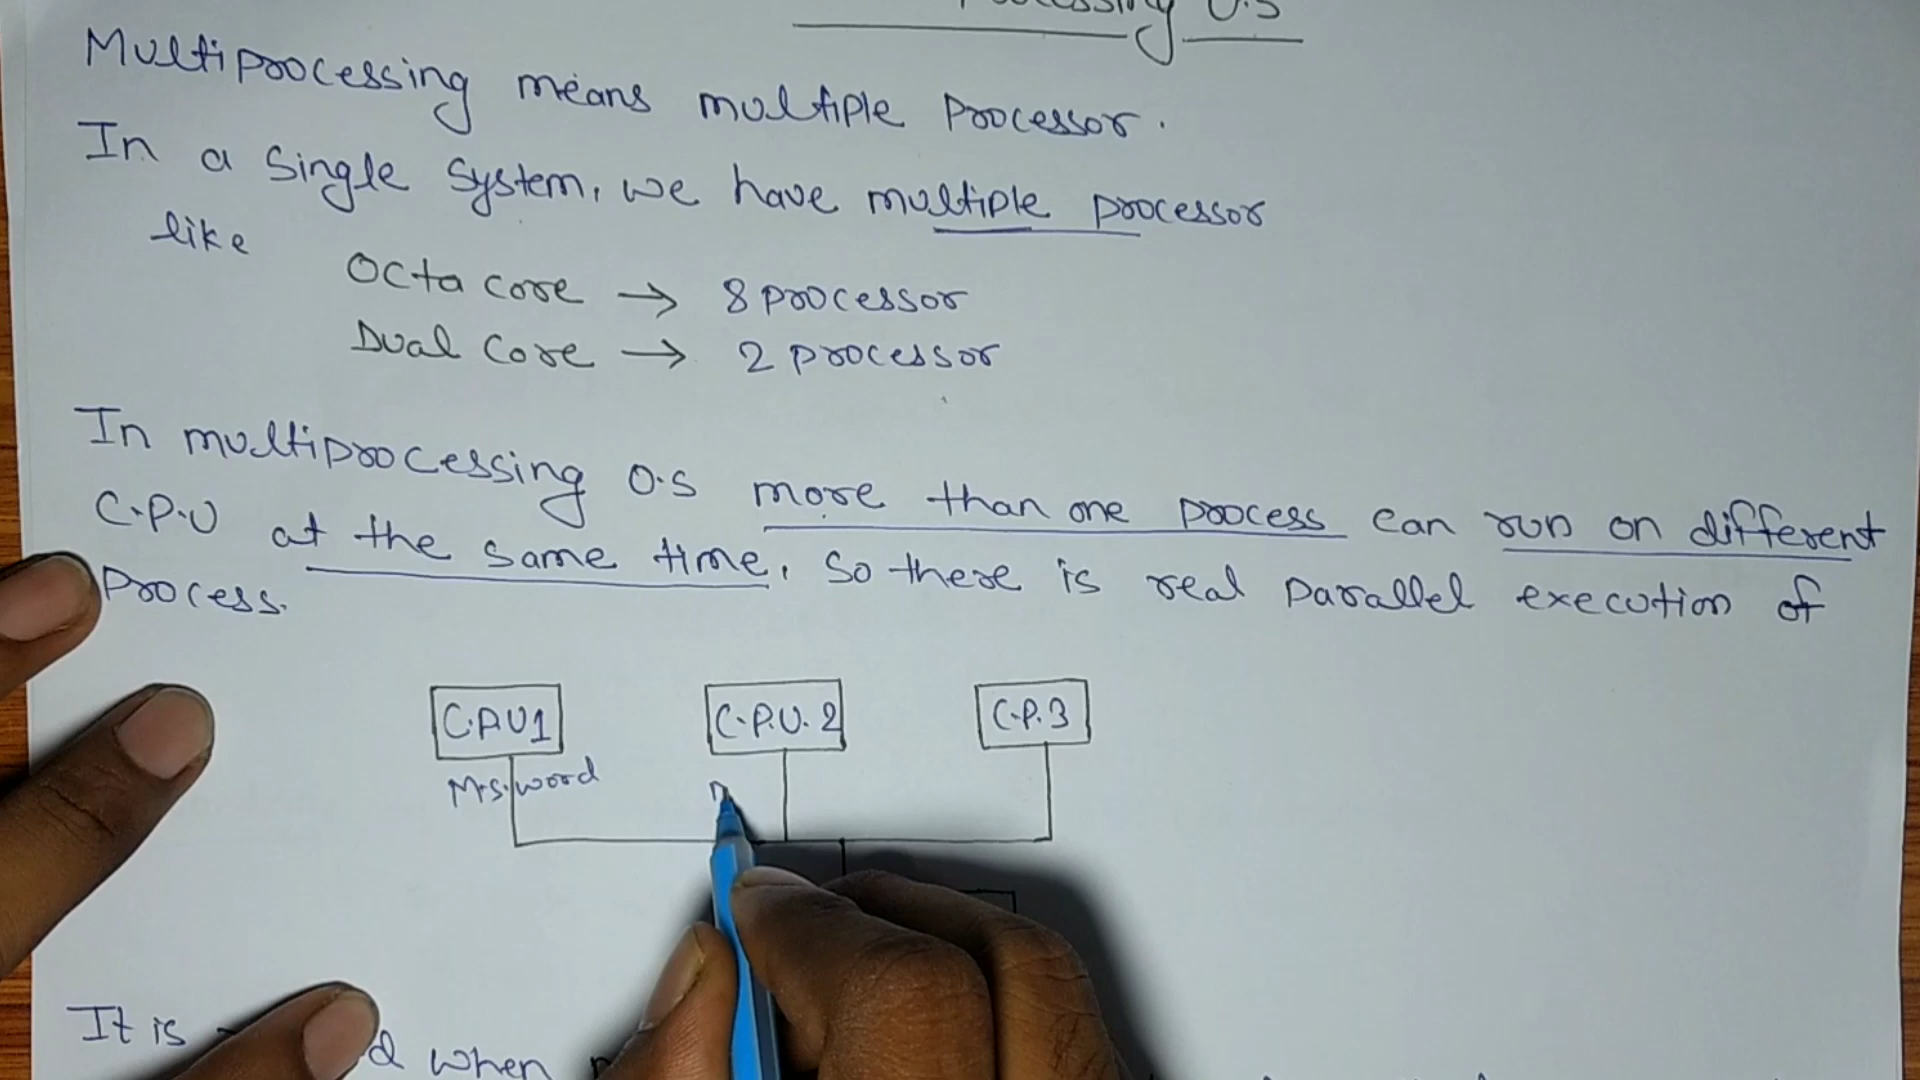 O.S
Multiprocessing means multiple processor.
In a single system, we have multiple processor
like
Octa core → 8 processor
Dual core → 2 processor
In multiprocessing O.S more than one process can run on different
C.P.U at the same time, so there is real parallel execution of
process.
C.P.U1 C.P.U.2 C.P.3
M.S.word
It is
when